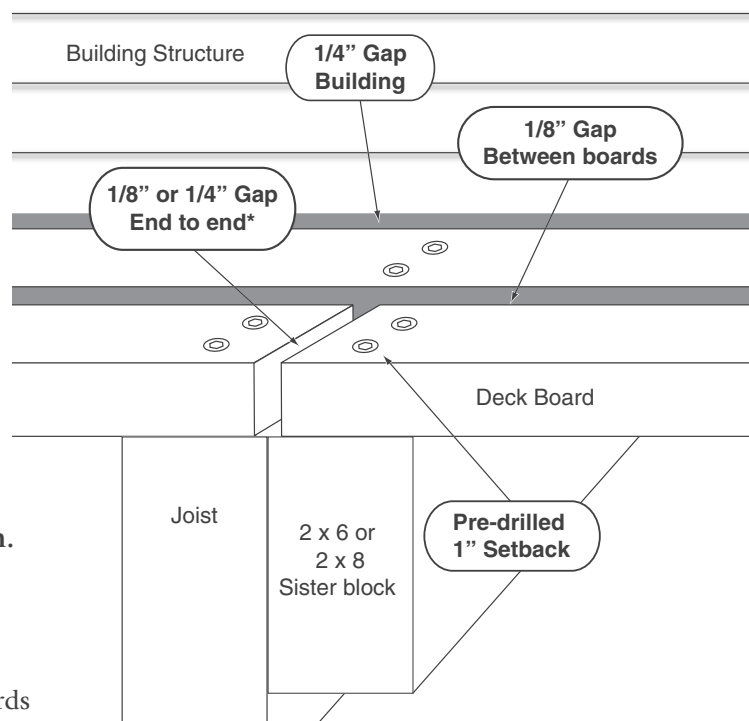 Building Structure
1/4” Gap
Building
1/8” Gap
Between boards
1/8” or 1/4” Gap
End to end*
Deck Board
Joist
2 x 6 or
2 x 8
Sister block
Pre-drilled
1” Setback